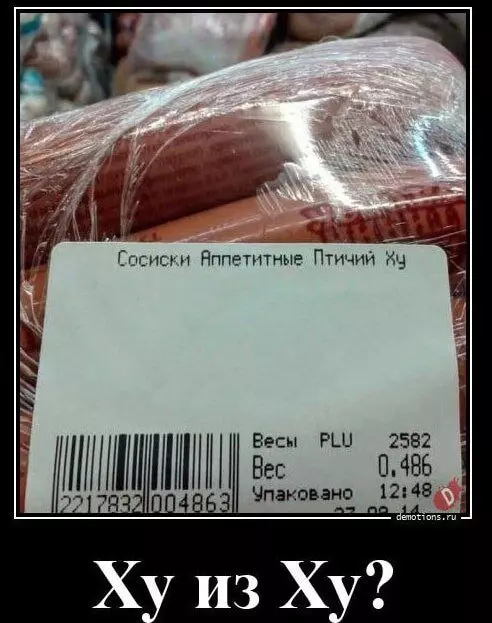 Сосиски Аппетитные Птичий Ху
Весы PLU 2582
Вес 0.486
Упаковано 12:48
2217832 004863
demotions.ru
Ху из Ху?